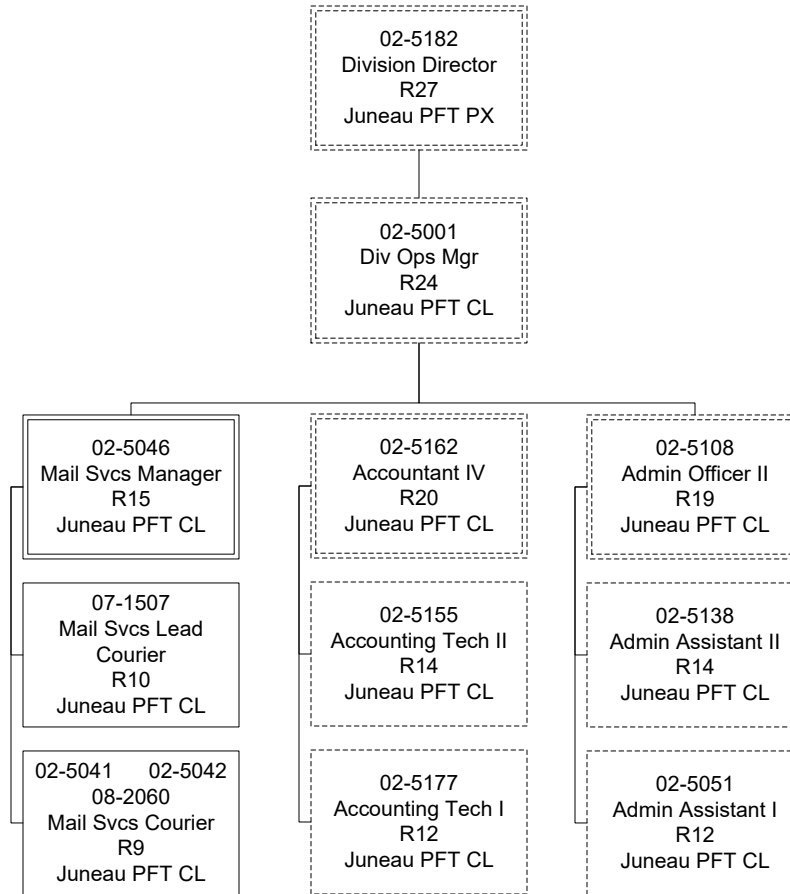 02-5182
Division Director
R27
Juneau PFT PX
02-5001
Div Ops Mgr
R24
Juneau PFT CL
02-5046
Mail Svcs Manager
R15
Juneau PFT CL
02-5162
Accountant IV
R20
Juneau PFT CL
02-5108
Admin Officer II
R19
Juneau PFT CL
07-1507
Mail Svcs Lead
Courier
R10
Juneau PFT CL
02-5155
Accounting Tech II
R14
Juneau PFT CL
02-5138
Admin Assistant II
R14
Juneau PFT CL
02-5041 02-5042
08-2060
Mail Svcs Courier
R9
Juneau PFT CL
02-5177
Accounting Tech I
R12
Juneau PFT CL
02-5051
Admin Assistant I
R12
Juneau PFT CL